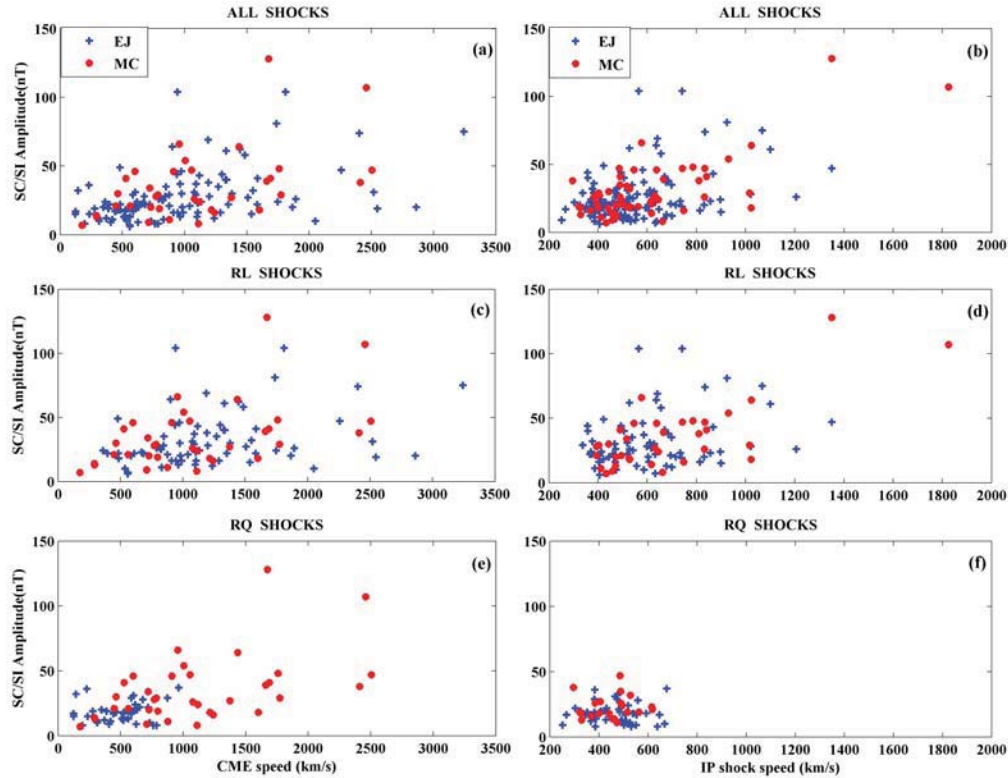 ALL SHOCKS
ALL SHOCKS
150
100
50
0
SC/SI Amplitude(nT)
EJ
MC
(a)
0 500 1000 1500 2000 2500 3000 3500
150
100
50
0
EJ
MC
(b)
200 400 600 800 1000 1200 1400 1600 1800 2000
RL SHOCKS
RL SHOCKS
150
100
50
0
SC/SI Amplitude(nT)
(c)
0 500 1000 1500 2000 2500 3000 3500
150
100
50
0
(d)
200 400 600 800 1000 1200 1400 1600 1800 2000
RQ SHOCKS
RQ SHOCKS
150
100
50
0
SC/SI Amplitude(nT)
(e)
0 500 1000 1500 2000 2500 3000 3500
CME speed (km/s)
150
100
50
0
(f)
200 400 600 800 1000 1200 1400 1600 1800 2000
IP shock speed (km/s)